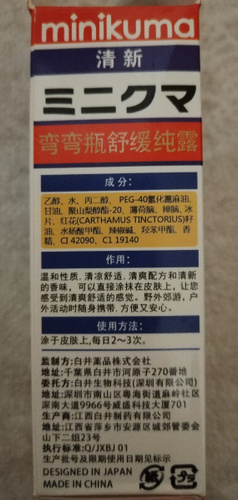 minikuma
清新
ミニクマ
弯弯瓶舒缓纯露
成分:
乙醇、水、丙二醇、PEG-40氢化蓖麻油、
甘油、聚山梨醇酯-20、薄荷脑、樟脑、冰
片、红花(CARTHAMUS TINCTORIUS)籽
油、水杨酸甲酯、辣椒碱、羟苯甲酯、香
精、CI 42090、C1 19140
作用:
温和性质,清凉舒适,清爽配方和清新
的香味,可以直接涂抹在皮肤上,让您
感受到清爽舒适的感觉。野外郊游,户
外活动时随身携带,方便又安心。
使用方法:
涂于皮肤上,每日2~3次。
监制:白井薬品株式会社
地址:千葉県白井市河原子270番地
委托方:白井生物科技(深圳)有限公司
地址:深圳市南山区粤海街道麻岭社区
深南大道9966号威盛科技大厦701
生产商:江西白井制药有限公司
地址:江西省萍乡市安源区城郊管委会
山下二组23号
执行标准:Q/JXBJ 01
生产批号及限期使用日期见标示
DESIGNED IN JAPAN
MADE IN CHINA
紙
プラ